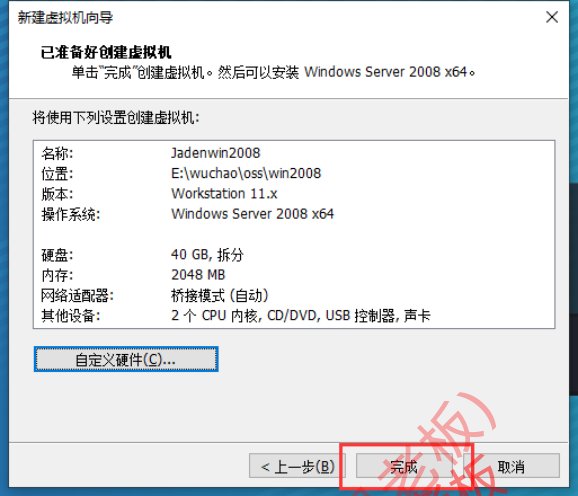 新建虚拟机向导
已准备好创建虚拟机
单击“完成”创建虚拟机。然后可以安装 Windows Server 2008 x64。
将使用下列设置创建虚拟机:
名称: Jadenwin2008
位置: E:\wuchao\oss\win2008
版本: Workstation 11.x
操作系统: Windows Server 2008 x64
硬盘: 40 GB, 拆分
内存: 2048 MB
网络适配器: 桥接模式 (自动)
其他设备: 2 个 CPU 内核, CD/DVD, USB 控制器, 声卡
自定义硬件(C)...
< 上一步(B) 完成 取消
老板)